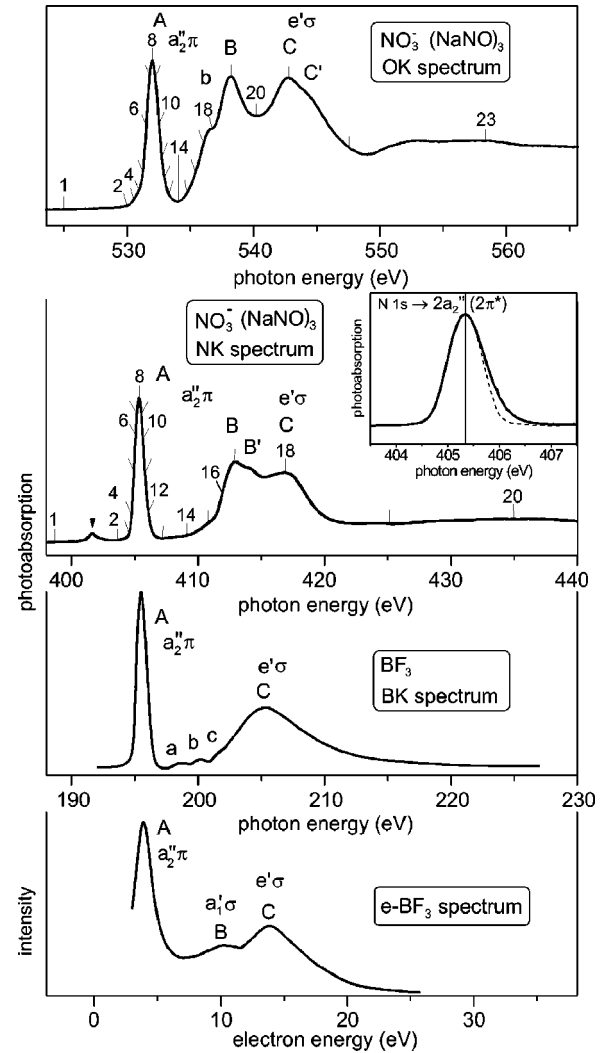 A
8
a₂''π
e'σ
NO₃⁻ (NaNO)₃
OK spectrum
B
C
C'
b
6
10
18
20
14
23
1
2
4
530
540
550
560
photon energy (eV)
NO₃⁻ (NaNO)₃
NK spectrum
N 1s → 2a₂'' (2π*)
photoabsorption
404
405
406
407
photon energy (eV)
A
8
a₂''π
e'σ
6
10
B
B'
C
18
4
12
16
1
2
14
20
400
410
420
430
440
photon energy (eV)
photoabsorption
A
a₂''π
e'σ
C
BF₃
BK spectrum
a
b
c
190
200
210
220
230
photon energy (eV)
A
a₂''π
a₁'σ
B
e'σ
C
e-BF₃ spectrum
intensity
0
10
20
30
electron energy (eV)